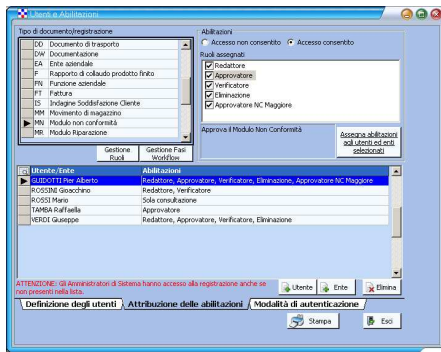 Utenti e Abilitazioni
Tipo di documento/registrazione
DD Documento di trasporto
DW Documentazione
EA Ente aziendale
F Rapporto di collaudo prodotto finito
FN Funzione aziendale
FT Fattura
IS Indagine Soddisfazione Cliente
MM Movimento di magazzino
MN Modulo non conformità
MR Modulo Riparazione
Gestione Ruoli
Gestione Fasi Workflow
Abilitazioni
Accesso non consentito Accesso consentito
Ruoli assegnati
Redattore
Approvatore
Verificatore
Eliminazione
Approvatore NC Maggiore
Approva il Modulo Non Conformità
Assegna abilitazioni
agli utenti ed enti
selezionati
Utente/Ente Abilitazioni
GUIDOTTI Pier Alberto Redattore, Approvatore, Verificatore, Eliminazione, Approvatore NC Maggiore
ROSSINI Gioacchino Redattore, Verificatore
ROSSI Mario Sola consultazione
TAMBA Raffaella Approvatore
VERDI Giuseppe Redattore, Approvatore, Verificatore, Eliminazione
ATTENZIONE: Gli Amministratori di Sistema hanno accesso alla registrazione anche se
non presenti nella lista.
Utente Ente Elimina
Definizione degli utenti Attribuzione delle abilitazioni Modalità di autenticazione
Stampa Esci